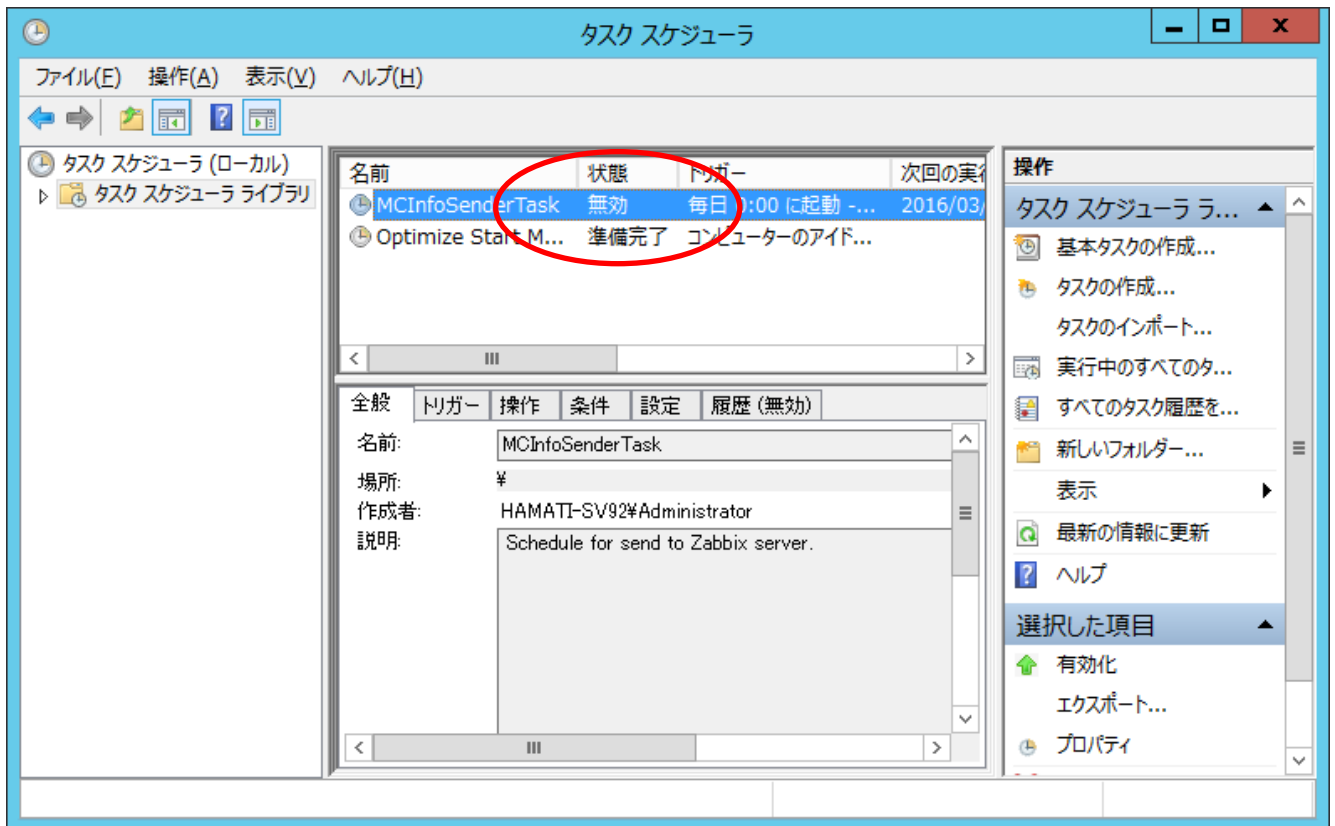 タスク スケジューラ
ファイル(F) 操作(A) 表示(V) ヘルプ(H)
タスク スケジューラ (ローカル)
タスク スケジューラ ライブラリ
名前 状態 トリガー 次回の実行
MCInfoSenderTask 無効 毎日 0:00 に起動 -... 2016/03/
Optimize Start M... 準備完了 コンピューターのアイド...
全般 トリガー 操作 条件 設定 履歴 (無効)
名前: MCInfoSenderTask
場所: ¥
作成者: HAMATI-SV92¥Administrator
説明: Schedule for send to Zabbix server.
操作
タスク スケジューラ ラ...
基本タスクの作成...
タスクの作成...
タスクのインポート...
実行中のすべてのタ...
すべてのタスク履歴を...
新しいフォルダー...
表示
最新の情報に更新
ヘルプ
選択した項目
有効化
エクスポート...
プロパティ